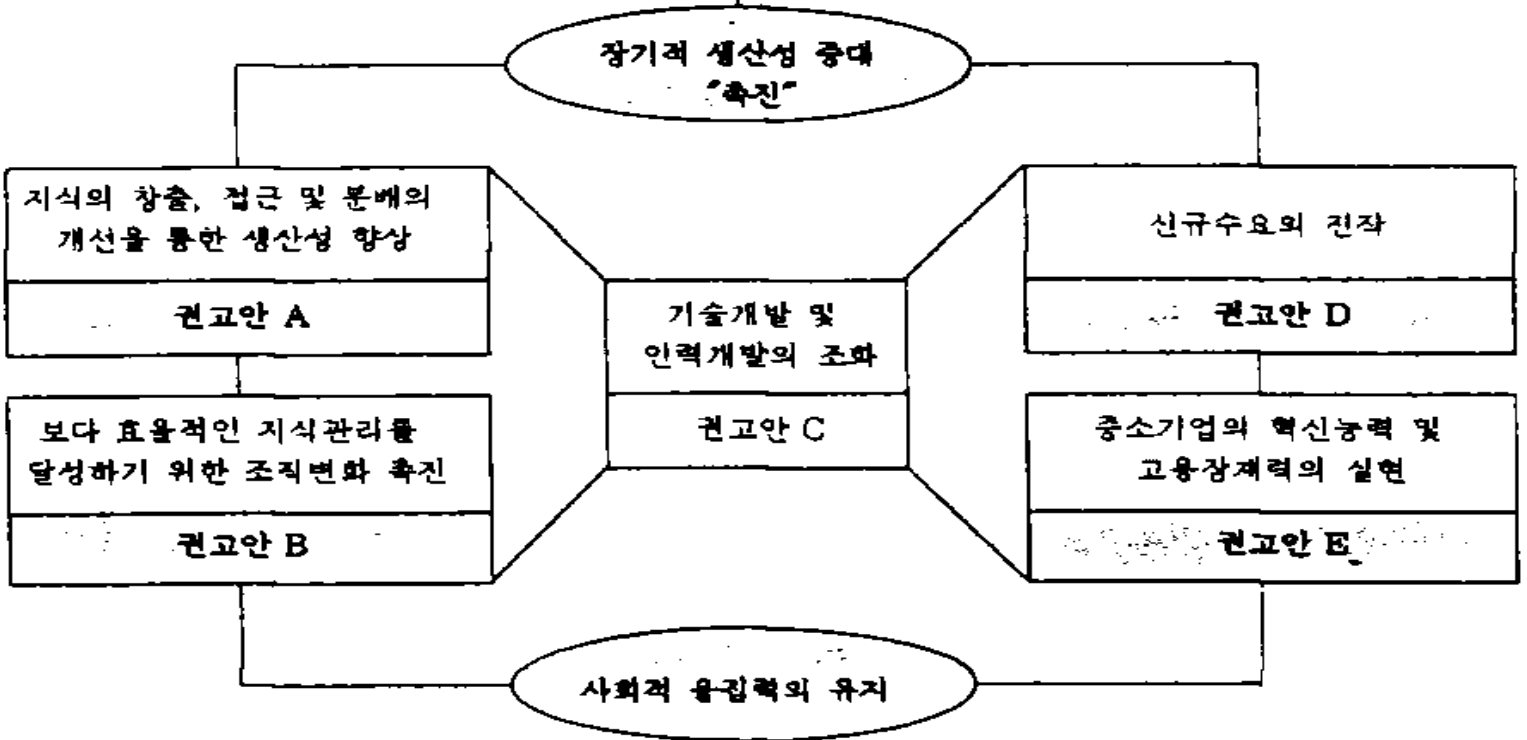 장기적 생산성 증대
"촉진"
지식의 창출, 접근 및 분배의
개선을 통한 생산성 향상
권고안 A
보다 효율적인 지식관리를
달성하기 위한 조직변화 촉진
권고안 B
기술개발 및
인력개발의 조화
권고안 C
신규수요의 진작
권고안 D
중소기업의 혁신능력 및
고용잠재력의 실현
권고안 E
사회적 응집력의 유지